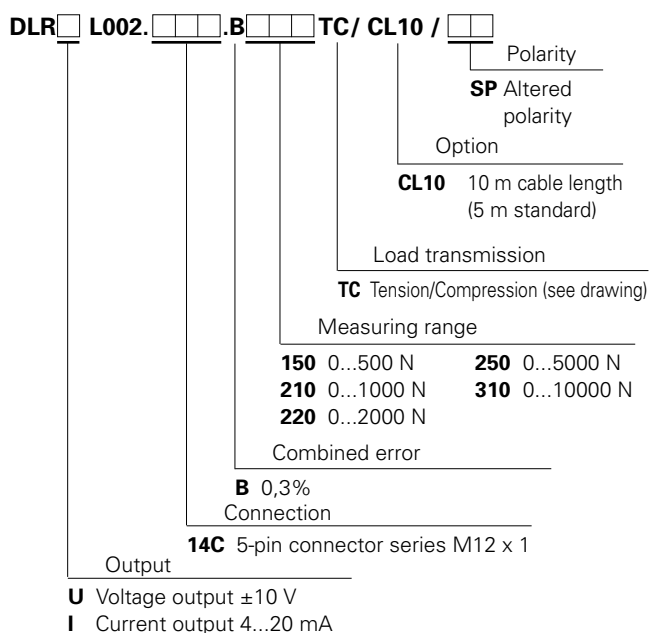 DLR□ L002.□□□.B□□□TC/ CL10 / □□
Polarity
SP Altered
polarity
Option
CL10 10 m cable length
(5 m standard)
Load transmission
TC Tension/Compression (see drawing)
Measuring range
150 0...500 N 250 0...5000 N
210 0...1000 N 310 0...10000 N
220 0...2000 N
Combined error
B 0,3%
Connection
14C 5-pin connector series M12 x 1
Output
U Voltage output ±10 V
I Current output 4...20 mA